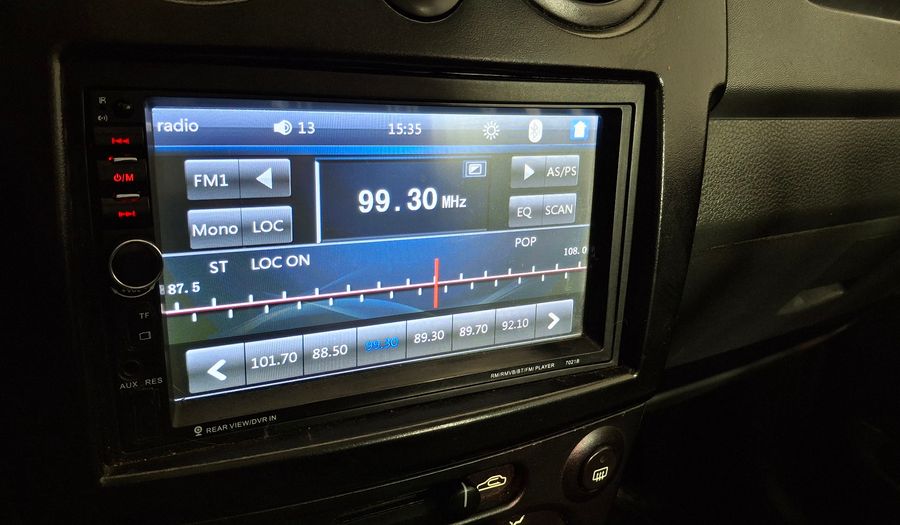 IR
radio 13 15:35
FM1 AS/PS
99.30 MHz
Mono LOC EQ SCAN
POP
ST LOC ON
87.5 108.0
101.70 88.50 99.30 89.30 89.70 92.10
⏻/M
TF
AUX RES
REAR VIEW/DVR IN
RM/RMVB/BT/FM/ PLAYER 7021B